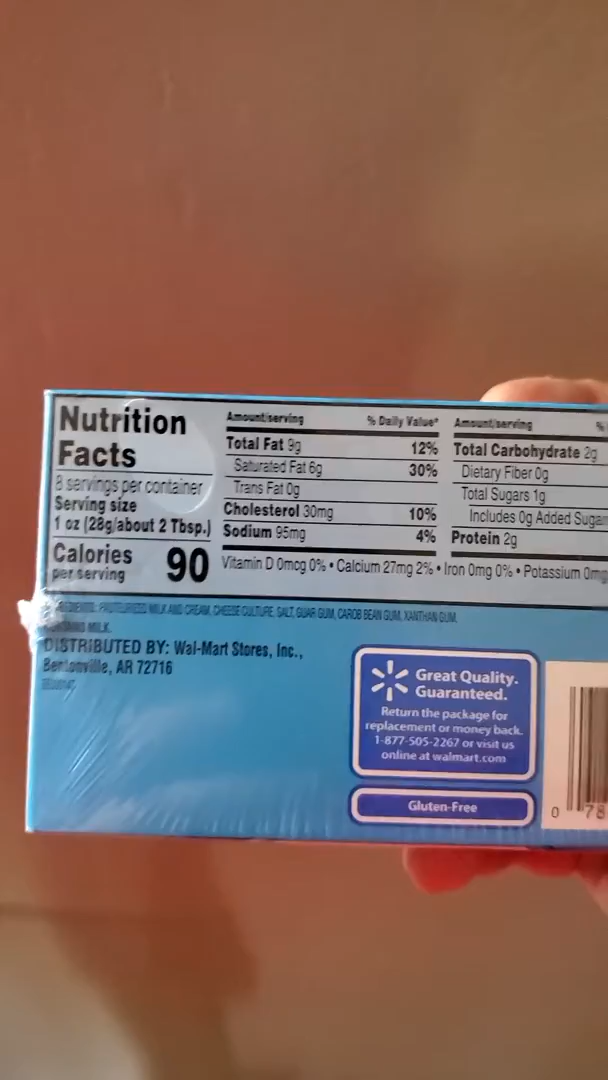 Nutrition
Facts
8 servings per container
Serving size
1 oz (28g/about 2 Tbsp.)
Calories
per serving
90
Amount/serving % Daily Value*
Total Fat 9g 12%
Saturated Fat 6g 30%
Trans Fat 0g
Cholesterol 30mg 10%
Sodium 95mg 4%
Amount/serving %
Total Carbohydrate 2g
Dietary Fiber 0g
Total Sugars 1g
Includes 0g Added Sugar
Protein 2g
Vitamin D 0mcg 0% • Calcium 27mg 2% • Iron 0mg 0% • Potassium 0mg
PASTEURIZED MILK AND CREAM, CHEESE CULTURE, SALT, GUAR GUM, CAROB BEAN GUM, XANTHAN GUM.
MILK.
DISTRIBUTED BY: Wal-Mart Stores, Inc.,
Bentonville, AR 72716
Great Quality.
Guaranteed.
Return the package for
replacement or money back.
1-877-505-2267 or visit us
online at walmart.com
Gluten-Free
0 78